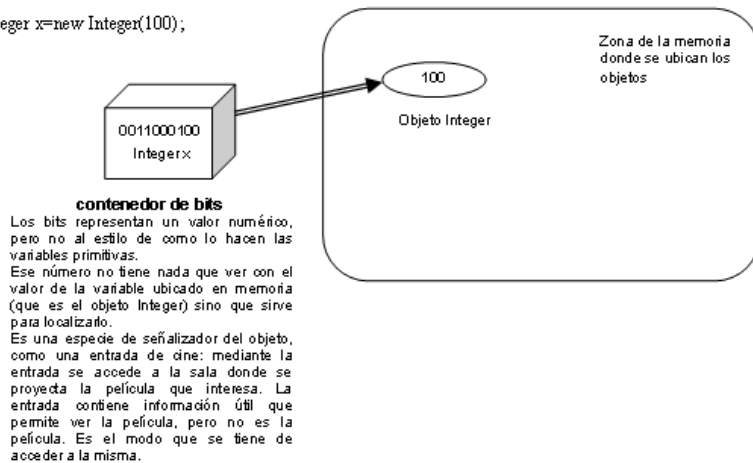 eger x=new Integer(100);
Zona de la memoria
donde se ubican los
objetos
100
Objeto Integer
0011000100
Integer x
contenedor de bits
Los bits representan un valor numérico,
pero no al estilo de como lo hacen las
variables primitivas.
Ese número no tiene nada que ver con el
valor de la variable ubicado en memoria
(que es el objeto Integer) sino que sirve
para localizarlo.
Es una especie de señalizador del objeto,
como una entrada de cine: mediante la
entrada se accede a la sala donde se
proyecta la película que interesa. La
entrada contiene información útil que
permite ver la película, pero no es la
película. Es el modo que se tiene de
acceder a la misma.